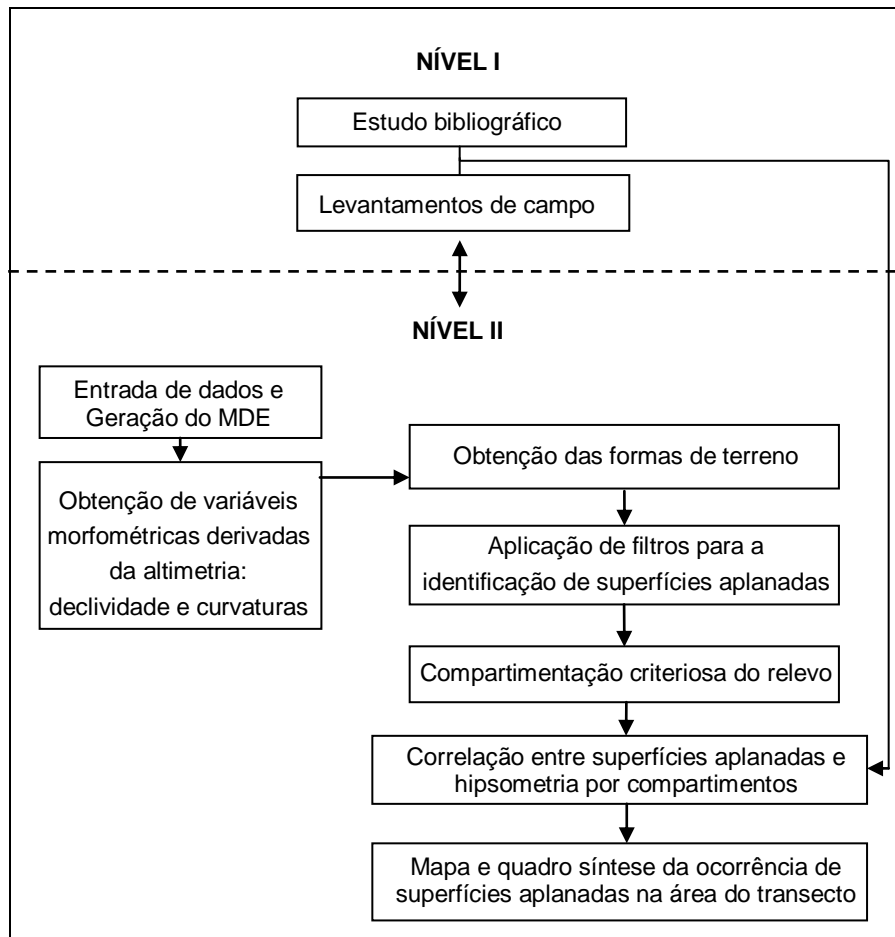 NÍVEL I
Estudo bibliográfico
Levantamentos de campo
NÍVEL II
Entrada de dados e
Geração do MDE
Obtenção de variáveis
morfométricas derivadas
da altimetria:
declividade e curvaturas
Obtenção das formas de terreno
Aplicação de filtros para a
identificação de superfícies aplanadas
Compartimentação criteriosa do relevo
Correlação entre superfícies aplanadas e
hipsometria por compartimentos
Mapa e quadro síntese da ocorrência de
superfícies aplanadas na área do transecto